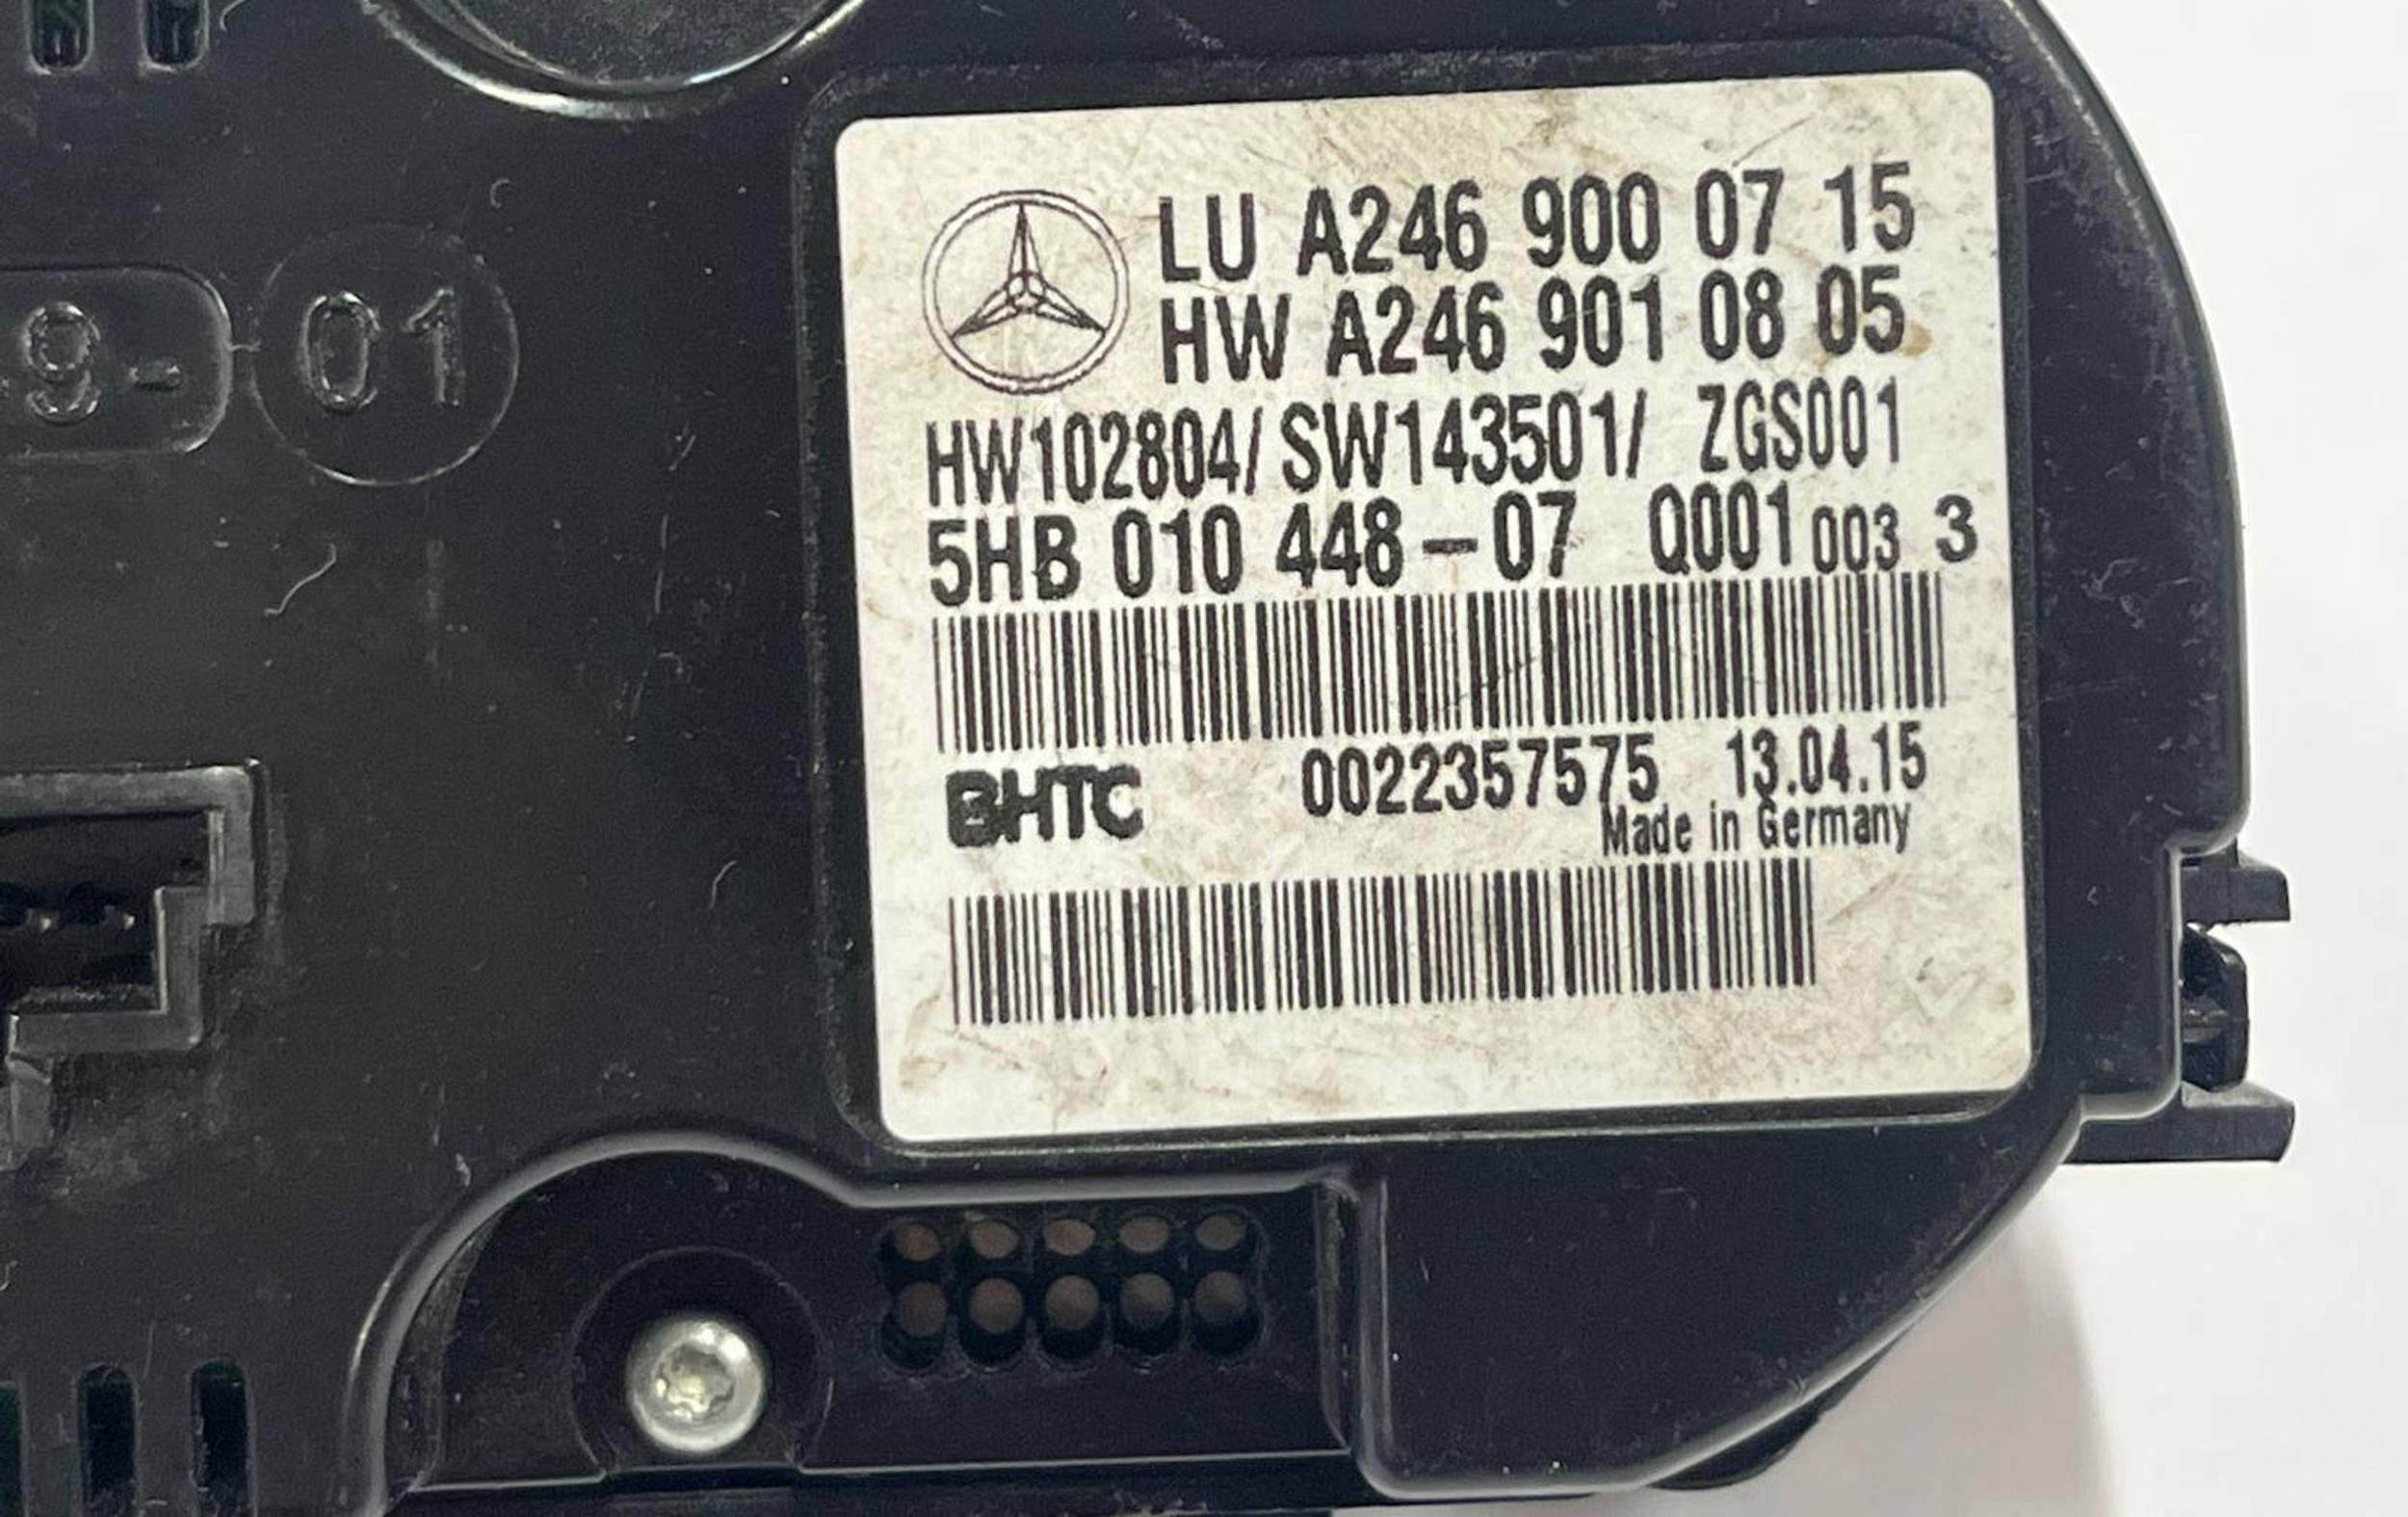 LU A246 900 07 15
HW A246 901 08 05
HW102804/ SW143501/ ZGS001
5HB 010 448-07 Q001 003 3
BHTC 0022357575 13.04.15
Made in Germany
9- 01